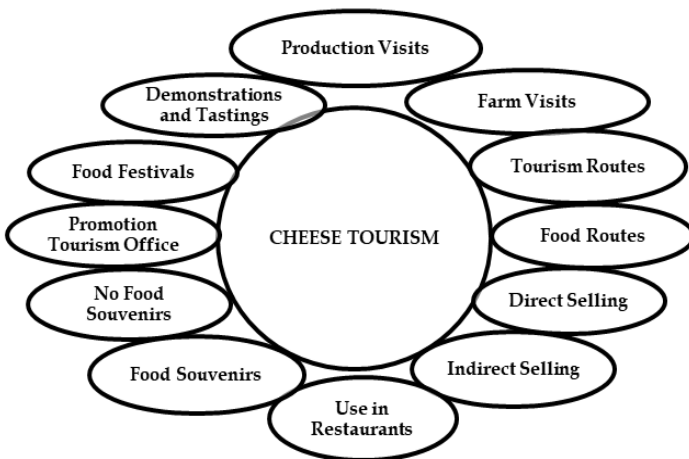 Production Visits
Demonstrations
and Tastings
Farm Visits
Food Festivals
Tourism Routes
Promotion
Tourism Office
CHEESE TOURISM
Food Routes
No Food
Souvenirs
Direct Selling
Food Souvenirs
Indirect Selling
Use in
Restaurants